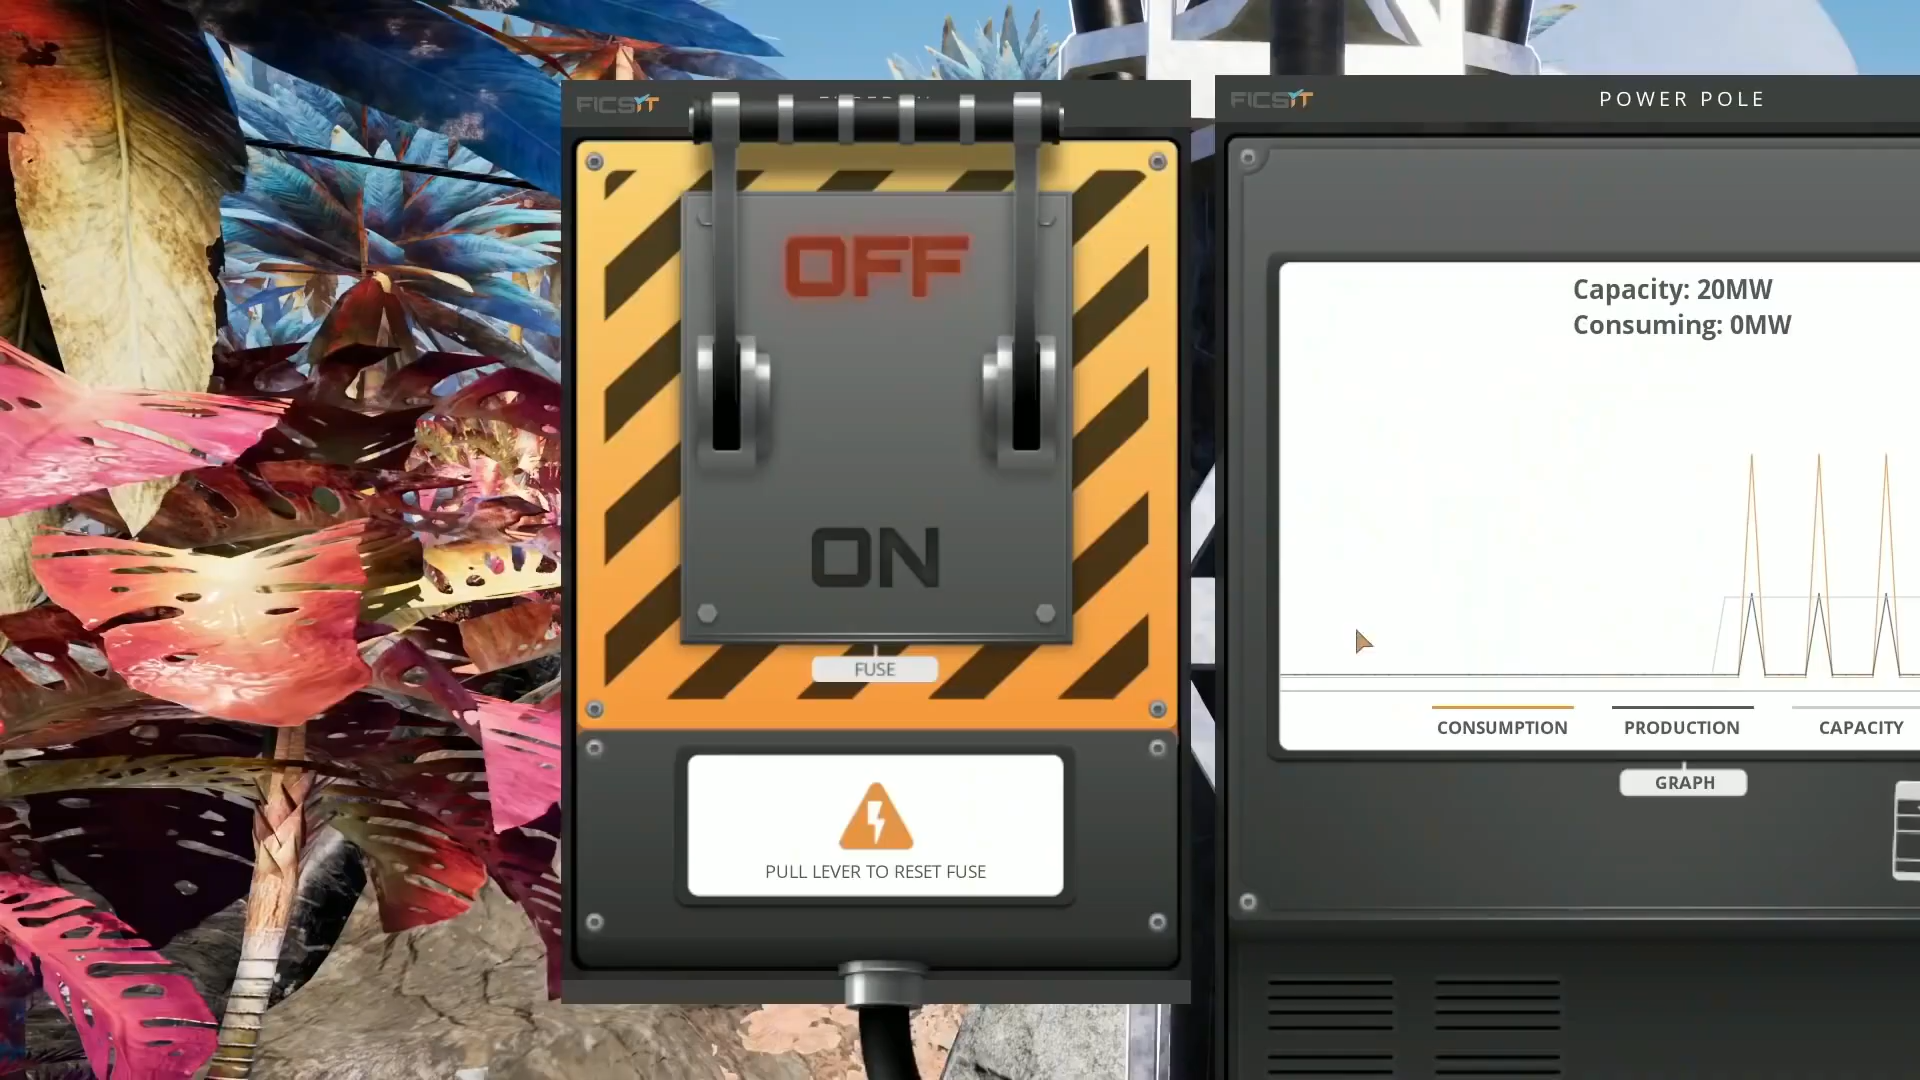 FICSIT
OFF
ON
FUSE
PULL LEVER TO RESET FUSE
FICSIT
POWER POLE
Capacity: 20MW
Consuming: 0MW
CONSUMPTION
PRODUCTION
CAPACITY
GRAPH